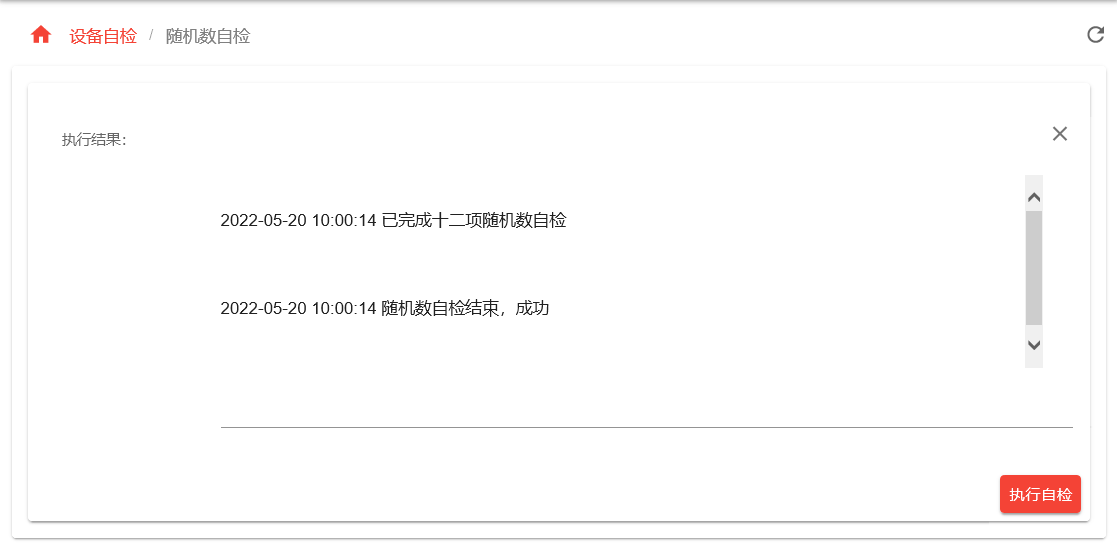 设备自检 / 随机数自检
执行结果：
2022-05-20 10:00:14 已完成十二项随机数自检
2022-05-20 10:00:14 随机数自检结束，成功
执行自检